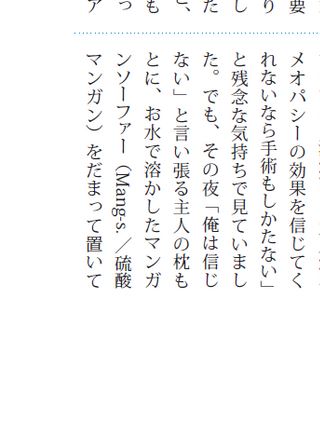 要
り
し
た
と、
も
っ
ア
メオパシーの効果を信じてく
れないなら手術もしかたない」
と残念な気持ちで見ていまし
た。でも、その夜「俺は信じ
ない」と言い張る主人の枕も
とに、お水で溶かしたマンガ
ンソーファー（Mang-s.／硫酸
マンガン）をだまって置いて